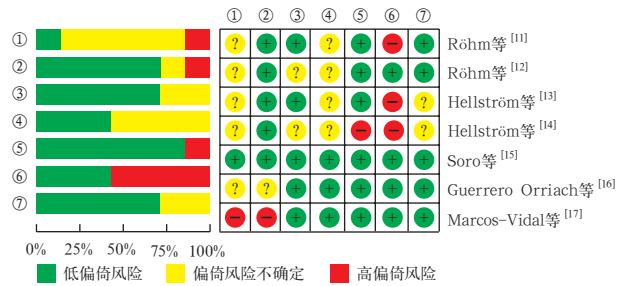 ① ② ③ ④ ⑤ ⑥ ⑦
① ? + + ? + − + Röhm等 [11]
② ? + ? ? + + + Röhm等 [12]
③ ? + + ? + − ? Hellström等 [13]
④ ? + ? ? − − ? Hellström等 [14]
⑤ + + + + + + + Soro等 [15]
⑥ ? ? + + + + + Guerrero Orriach等 [16]
⑦ − − + + + + + Marcos-Vidal等 [17]
0% 25% 50% 75% 100%
低偏倚风险 偏倚风险不确定 高偏倚风险